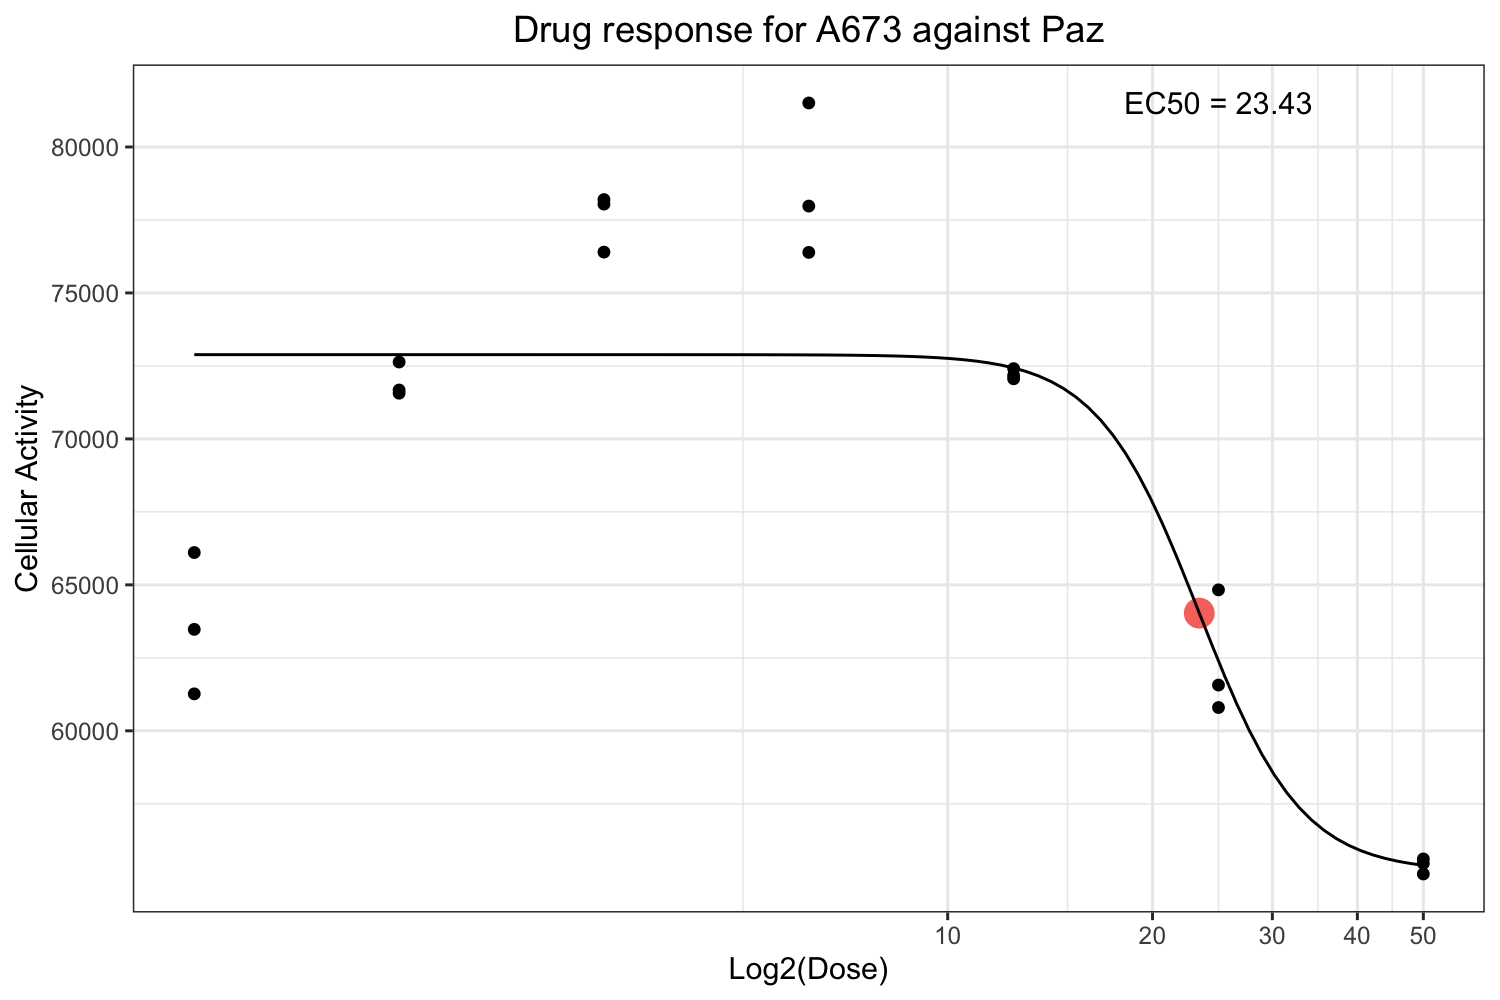 Drug response for A673 against Paz
EC50 = 23.43
80000
75000
70000
65000
60000
Cellular Activity
10 20 30 40 50
Log2(Dose)